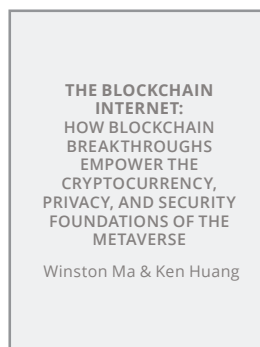 THE BLOCKCHAIN
INTERNET:
HOW BLOCKCHAIN
BREAKTHROUGHS
EMPOWER THE
CRYPTOCURRENCY,
PRIVACY, AND SECURITY
FOUNDATIONS OF THE
METAVERSE
Winston Ma & Ken Huang